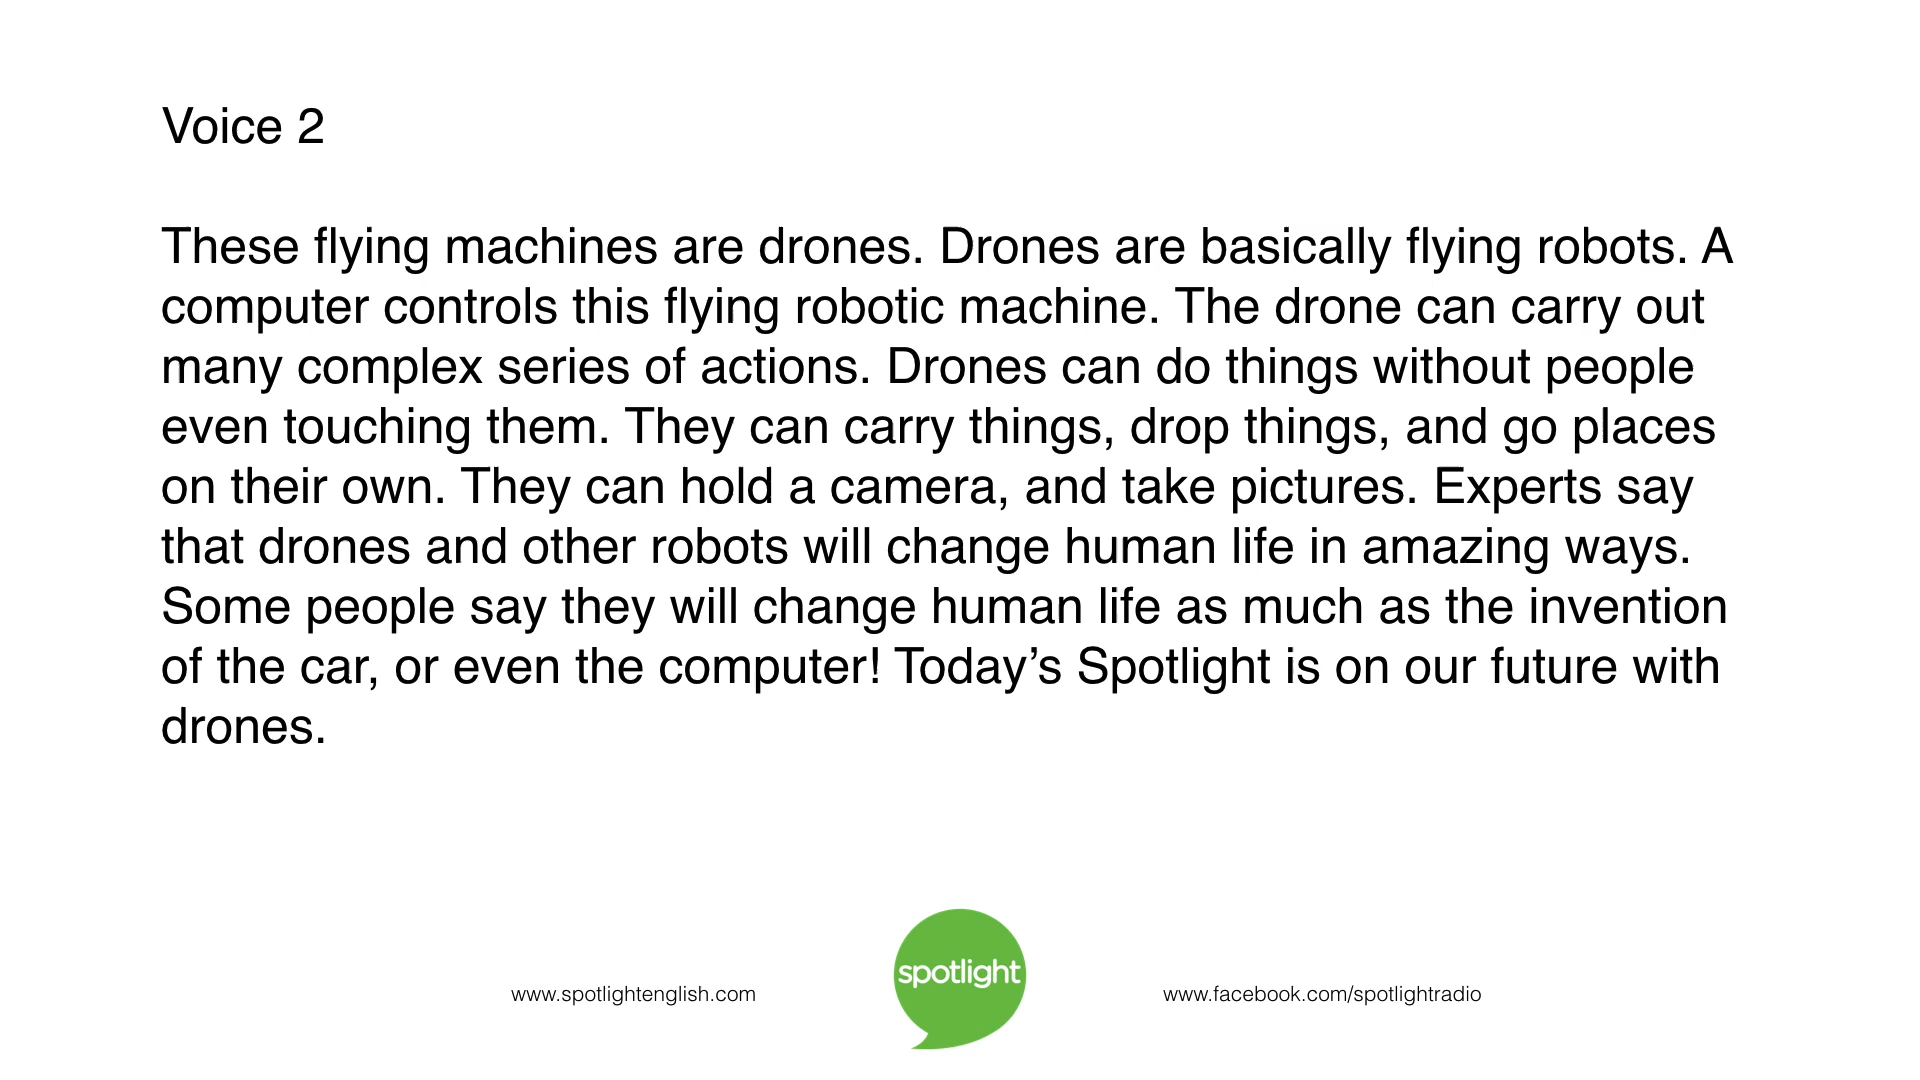 Voice 2
These flying machines are drones. Drones are basically flying robots. A
computer controls this flying robotic machine. The drone can carry out
many complex series of actions. Drones can do things without people
even touching them. They can carry things, drop things, and go places
on their own. They can hold a camera, and take pictures. Experts say
that drones and other robots will change human life in amazing ways.
Some people say they will change human life as much as the invention
of the car, or even the computer! Today’s Spotlight is on our future with
drones.
www.spotlightenglish.com
spotlight
www.facebook.com/spotlightradio